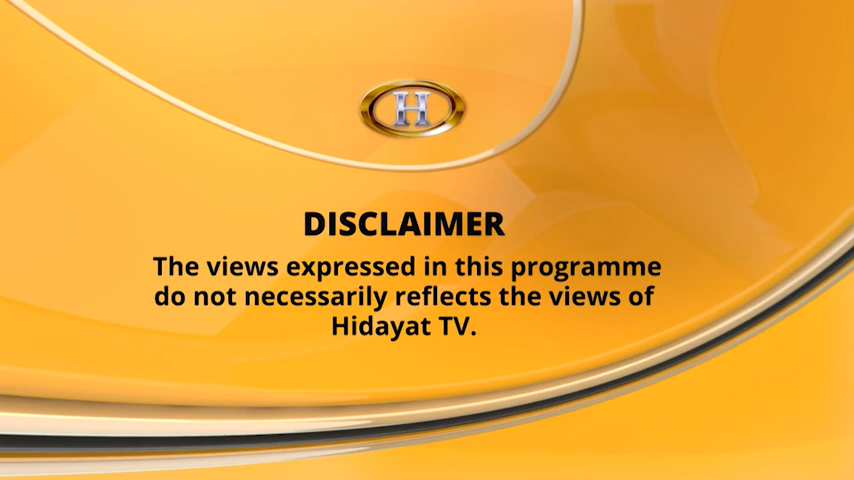 H
DISCLAIMER
The views expressed in this programme
do not necessarily reflects the views of
Hidayat TV.